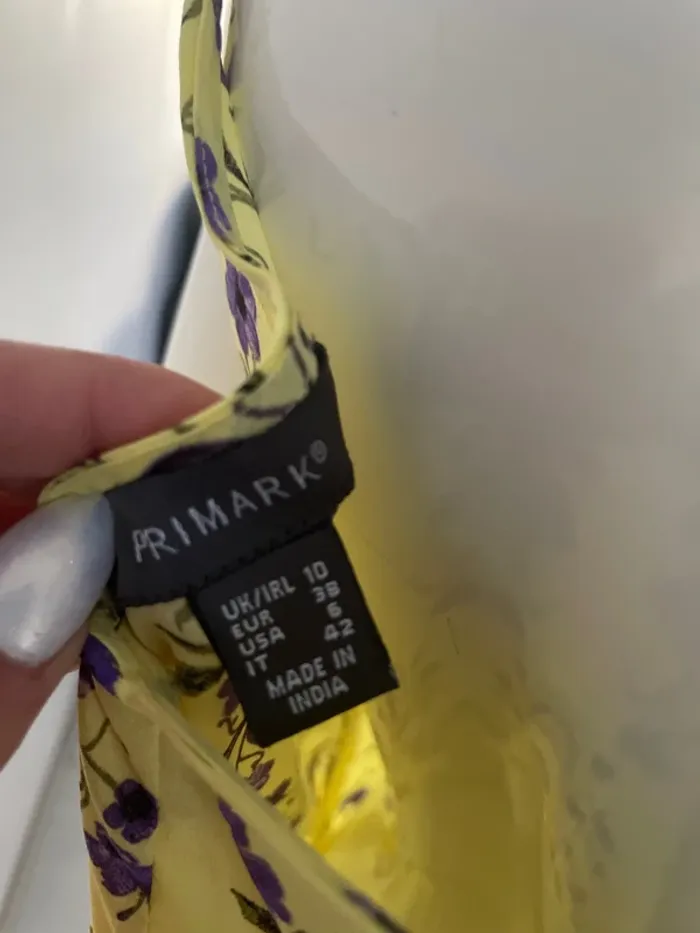 PRIMARK®
UK/IRL 10
EUR 38
USA 6
IT 42
MADE IN
INDIA